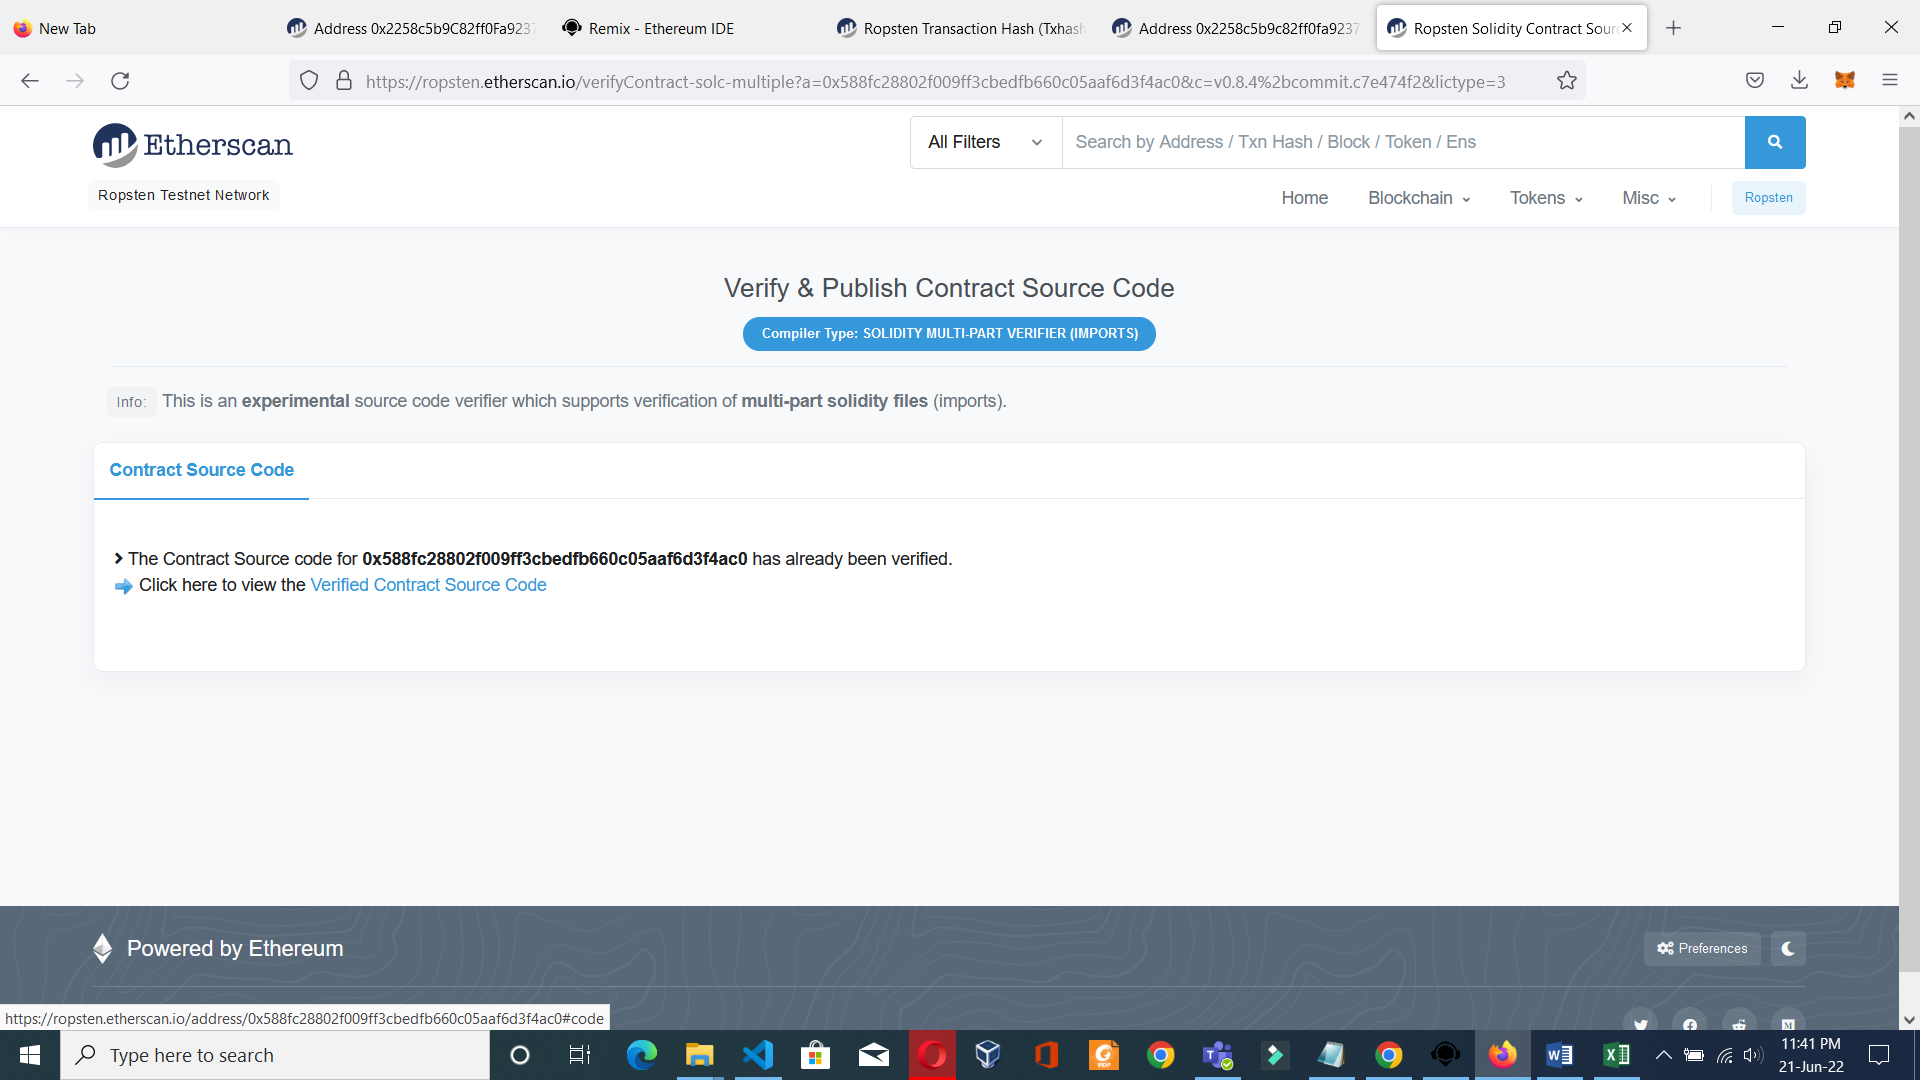 New Tab
Address 0x2258c5b9C82ff0Fa9237
Remix - Ethereum IDE
Ropsten Transaction Hash (Txhash
Address 0x2258c5b9c82ff0fa9237
Ropsten Solidity Contract Sour
https://ropsten.etherscan.io/verifyContract-solc-multiple?a=0x588fc28802f009ff3cbedfb660c05aaf6d3f4ac0&c=v0.8.4%2bcommit.c7e474f2&lictype=3
Etherscan
All Filters
Search by Address / Txn Hash / Block / Token / Ens
Ropsten Testnet Network
Home
Blockchain
Tokens
Misc
Ropsten
Verify & Publish Contract Source Code
Compiler Type: SOLIDITY MULTI-PART VERIFIER (IMPORTS)
Info: This is an experimental source code verifier which supports verification of multi-part solidity files (imports).
Contract Source Code
The Contract Source code for 0x588fc28802f009ff3cbedfb660c05aaf6d3f4ac0 has already been verified.
Click here to view the Verified Contract Source Code
Powered by Ethereum
Preferences
https://ropsten.etherscan.io/address/0x588fc28802f009ff3cbedfb660c05aaf6d3f4ac0#code
Type here to search
11:41 PM
21-Jun-22